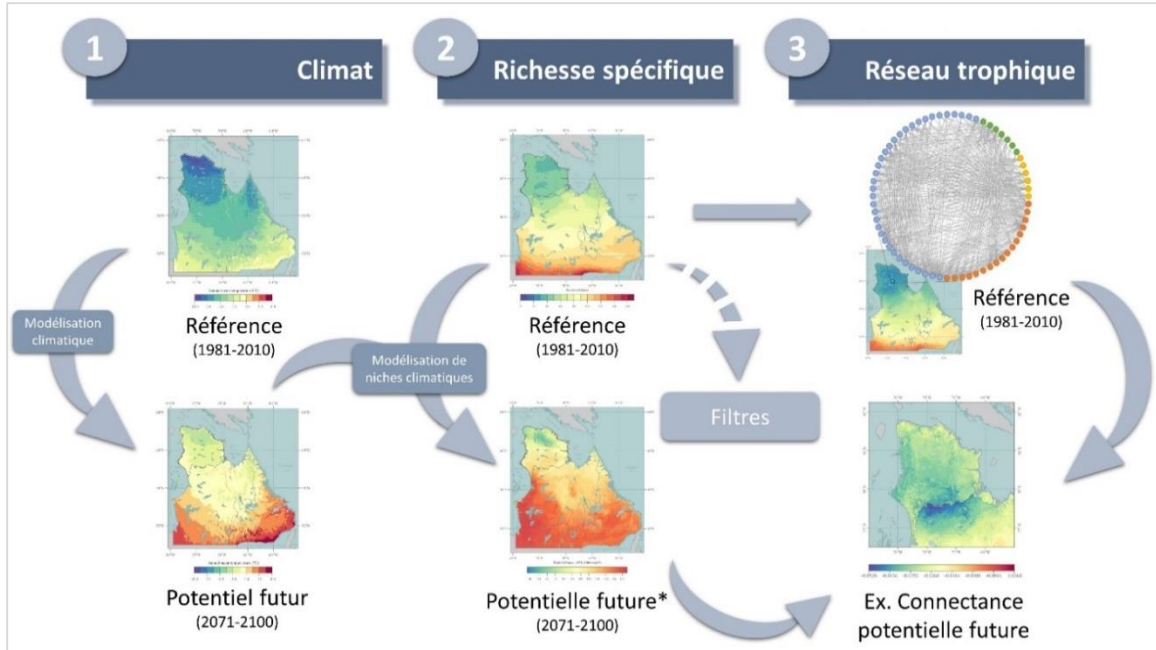 1
Climat
2
Richesse spécifique
3
Réseau trophique
Modélisation
climatique
Référence
(1981-2010)
Modélisation de
niches climatiques
Référence
(1981-2010)
Filtres
Référence
(1981-2010)
Potentiel futur
(2071-2100)
Potentielle future*
(2071-2100)
Ex. Connectance
potentielle future